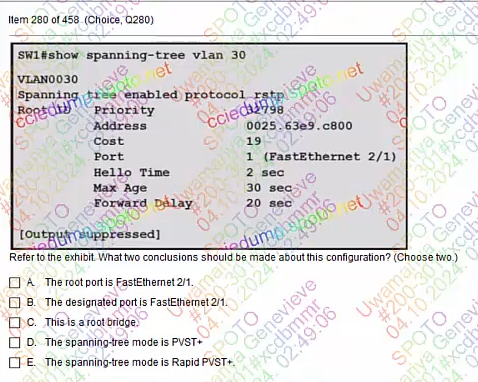 Item 280 of 458 (Choice, Q280)
SW1#show spanning-tree vlan 30
VLAN0030
Spanning tree enabled protocol rstp
Root ID Priority 32798
Address 0025.63e9.c800
Cost 19
Port 1 (FastEthernet 2/1)
Hello Time 2 sec
Max Age 30 sec
Forward Delay 20 sec
[Output suppressed]
Refer to the exhibit. What two conclusions should be made about this configuration? (Choose two.)
A. The root port is FastEthernet 2/1.
B. The designated port is FastEthernet 2/1.
C. This is a root bridge.
D. The spanning-tree mode is PVST+
E. The spanning-tree mode is Rapid PVST+.